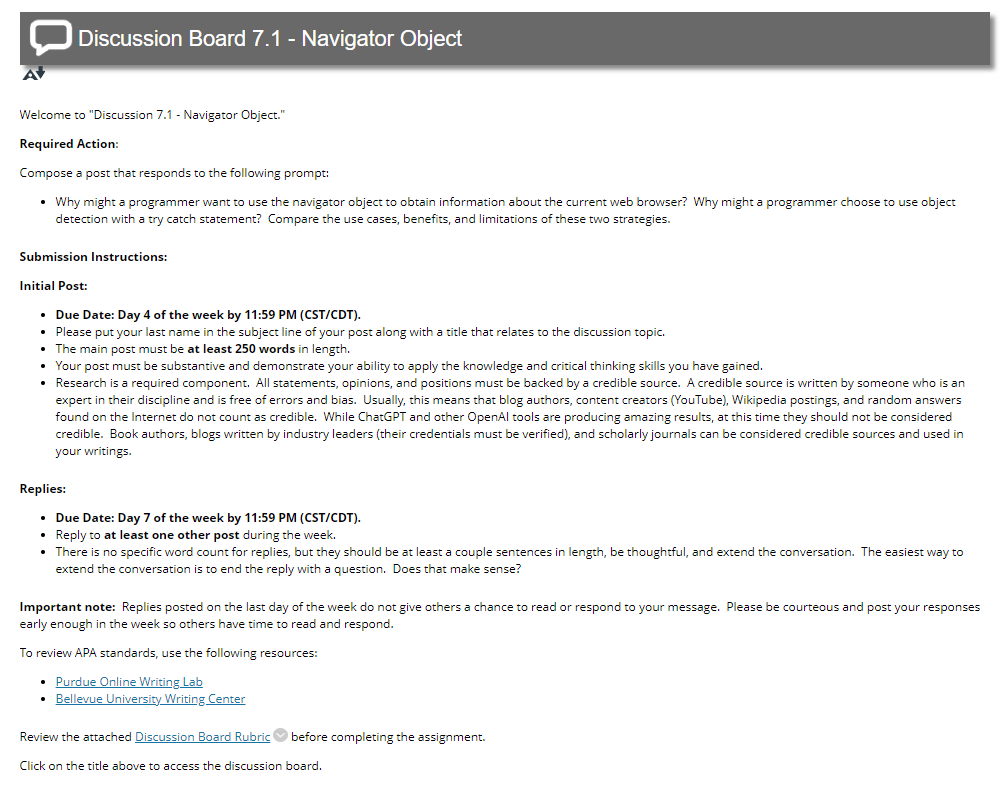 Discussion Board 7.1 - Navigator Object
Welcome to "Discussion 7.1 - Navigator Object."
Required Action:
Compose a post that responds to the following prompt:
• Why might a programmer want to use the navigator object to obtain information about the current web browser?  Why might a programmer choose to use object
detection with a try catch statement?  Compare the use cases, benefits, and limitations of these two strategies.
Submission Instructions:
Initial Post:
• Due Date: Day 4 of the week by 11:59 PM (CST/CDT).
• Please put your last name in the subject line of your post along with a title that relates to the discussion topic.
• The main post must be at least 250 words in length.
• Your post must be substantive and demonstrate your ability to apply the knowledge and critical thinking skills you have gained.
• Research is a required component.  All statements, opinions, and positions must be backed by a credible source.  A credible source is written by someone who is an
expert in their discipline and is free of errors and bias.  Usually, this means that blog authors, content creators (YouTube), Wikipedia postings, and random answers
found on the Internet do not count as credible.  While ChatGPT and other OpenAI tools are producing amazing results, at this time they should not be considered
credible.  Book authors, blogs written by industry leaders (their credentials must be verified), and scholarly journals can be considered credible sources and used in
your writings.
Replies:
• Due Date: Day 7 of the week by 11:59 PM (CST/CDT).
• Reply to at least one other post during the week.
• There is no specific word count for replies, but they should be at least a couple sentences in length, be thoughtful, and extend the conversation.  The easiest way to
extend the conversation is to end the reply with a question.  Does that make sense?
Important note:  Replies posted on the last day of the week do not give others a chance to read or respond to your message.  Please be courteous and post your responses
early enough in the week so others have time to read and respond.
To review APA standards, use the following resources:
• Purdue Online Writing Lab
• Bellevue University Writing Center
Review the attached Discussion Board Rubric before completing the assignment.
Click on the title above to access the discussion board.